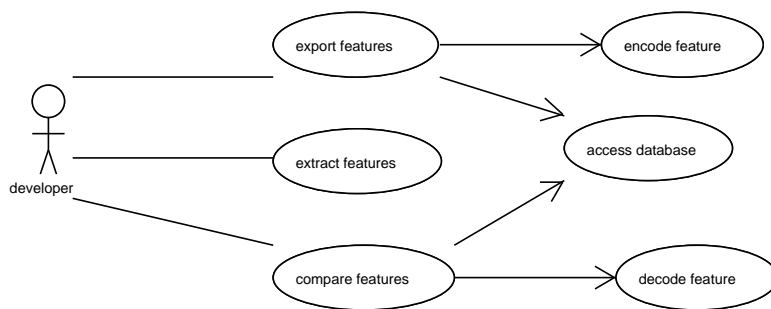 export features
encode feature
access database
extract features
developer
compare features
decode feature